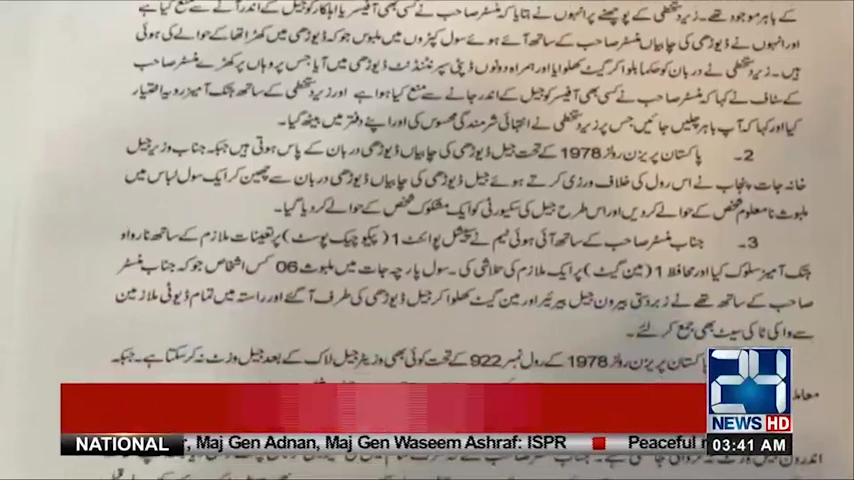 کے باہر موجود تھے۔ زیر دستخطی کے پوچھنے پر انہوں نے بتایا کہ منسٹر صاحب نے کسی بھی آفیسر یا اہلکار کو جیل کے اندر آنے سے منع کیا ہے
اور انہوں نے ڈیوڑھی کی چابیاں منسٹر صاحب کے ساتھ آئے ہوئے سول کپڑوں میں ملبوس جو کہ ڈیوڑھی میں کھڑا تھا کے حوالے کی ہوئی
ہیں۔ زیر دستخطی نے دربان کو حکماً بلوا کر گیٹ کھلوایا اور ہمراہ دونوں ڈپٹی سپرنٹنڈنٹ ڈیوڑھی میں آیا جس پر وہاں پر کھڑے منسٹر صاحب
کے سٹاف نے کہا کہ منسٹر صاحب نے کسی بھی آفیسر کو جیل کے اندر جانے سے منع کیا ہوا ہے اور زیر دستخطی کے ساتھ ہتک آمیز رویہ اختیار
کیا اور کہا کہ آپ باہر چلیں جائیں جس پر زیر دستخطی نے انتہائی شرمندگی محسوس کی اور اپنے دفتر میں بیٹھ گیا۔
2۔ پاکستان پریزن رولز 1978 کے تحت جیل ڈیوڑھی کی چابیاں ڈیوڑھی دربان کے پاس ہوتی ہیں جبکہ جناب وزیر جیل
خانہ جات پنجاب نے اس رول کی خلاف ورزی کرتے ہوئے جیل ڈیوڑھی کی چابیاں ڈیوڑھی دربان سے چھین کر ایک سول لباس میں
ملبوث نامعلوم شخص کے حوالے کر دیں اور اس طرح جیل کی سکیورٹی کو ایک مشکوک شخص کے حوالے کر دیا گیا۔
3۔ جناب منسٹر صاحب کے ساتھ آئی ہوئی ٹیم نے سپیشل پوائنٹ 1 (پکٹ چیک پوسٹ) پر تعینات ملازم کے ساتھ ناروا و
ہتک آمیز سلوک کیا اور محافظ 1 (مین گیٹ) پر ایک ملازم کی تلاشی لی۔ سول پارچہ جات میں ملبوث 06 کس اشخاص جو کہ جناب منسٹر
صاحب کے ساتھ تھے نے زبردستی بیرون جیل بیرئیر اور مین گیٹ کھلوا کر جیل ڈیوڑھی کی طرف آ گئے اور راستہ میں تمام ڈیوٹی ملازمین
سے واکی ٹاکی سیٹ بھی جمع کر لئے۔
پاکستان پریزن رولز 1978 کے رول نمبر 922 کے تحت کوئی بھی وزیٹر جیل لاک کے بعد جیل وزٹ نہ کر سکتا ہے۔ جبکہ
24
NEWS HD
NATIONAL
, Maj Gen Adnan, Maj Gen Waseem Ashraf: ISPR
Peaceful
03:41 AM